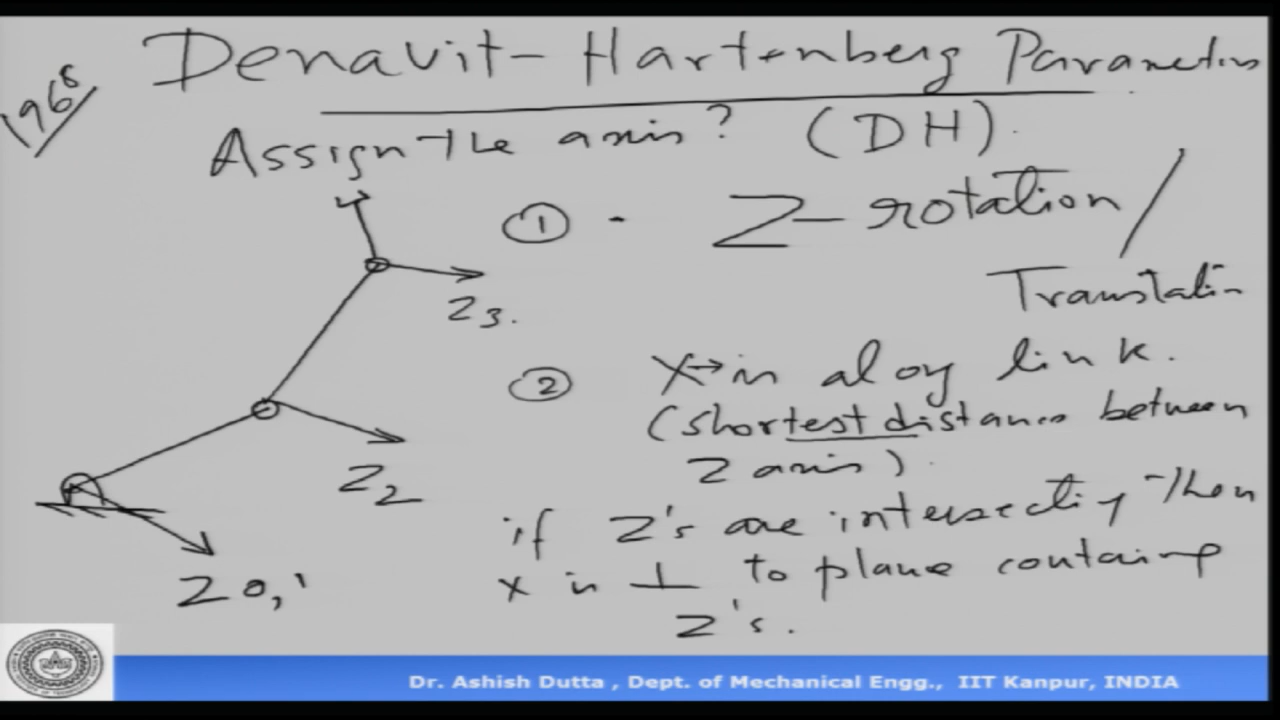 Denavit-Hartenberg Parameters
Assign the axis? (DH).
① - Z - rotation /
Translation
② X → is along link.
(shortest distance between
Z axis).
if Z's are intersecting then
X is ⊥ to plane containing
Z's.
Z3.
Z2
Z0,1
Dr. Ashish Dutta , Dept. of Mechanical Engg., IIT Kanpur, INDIA